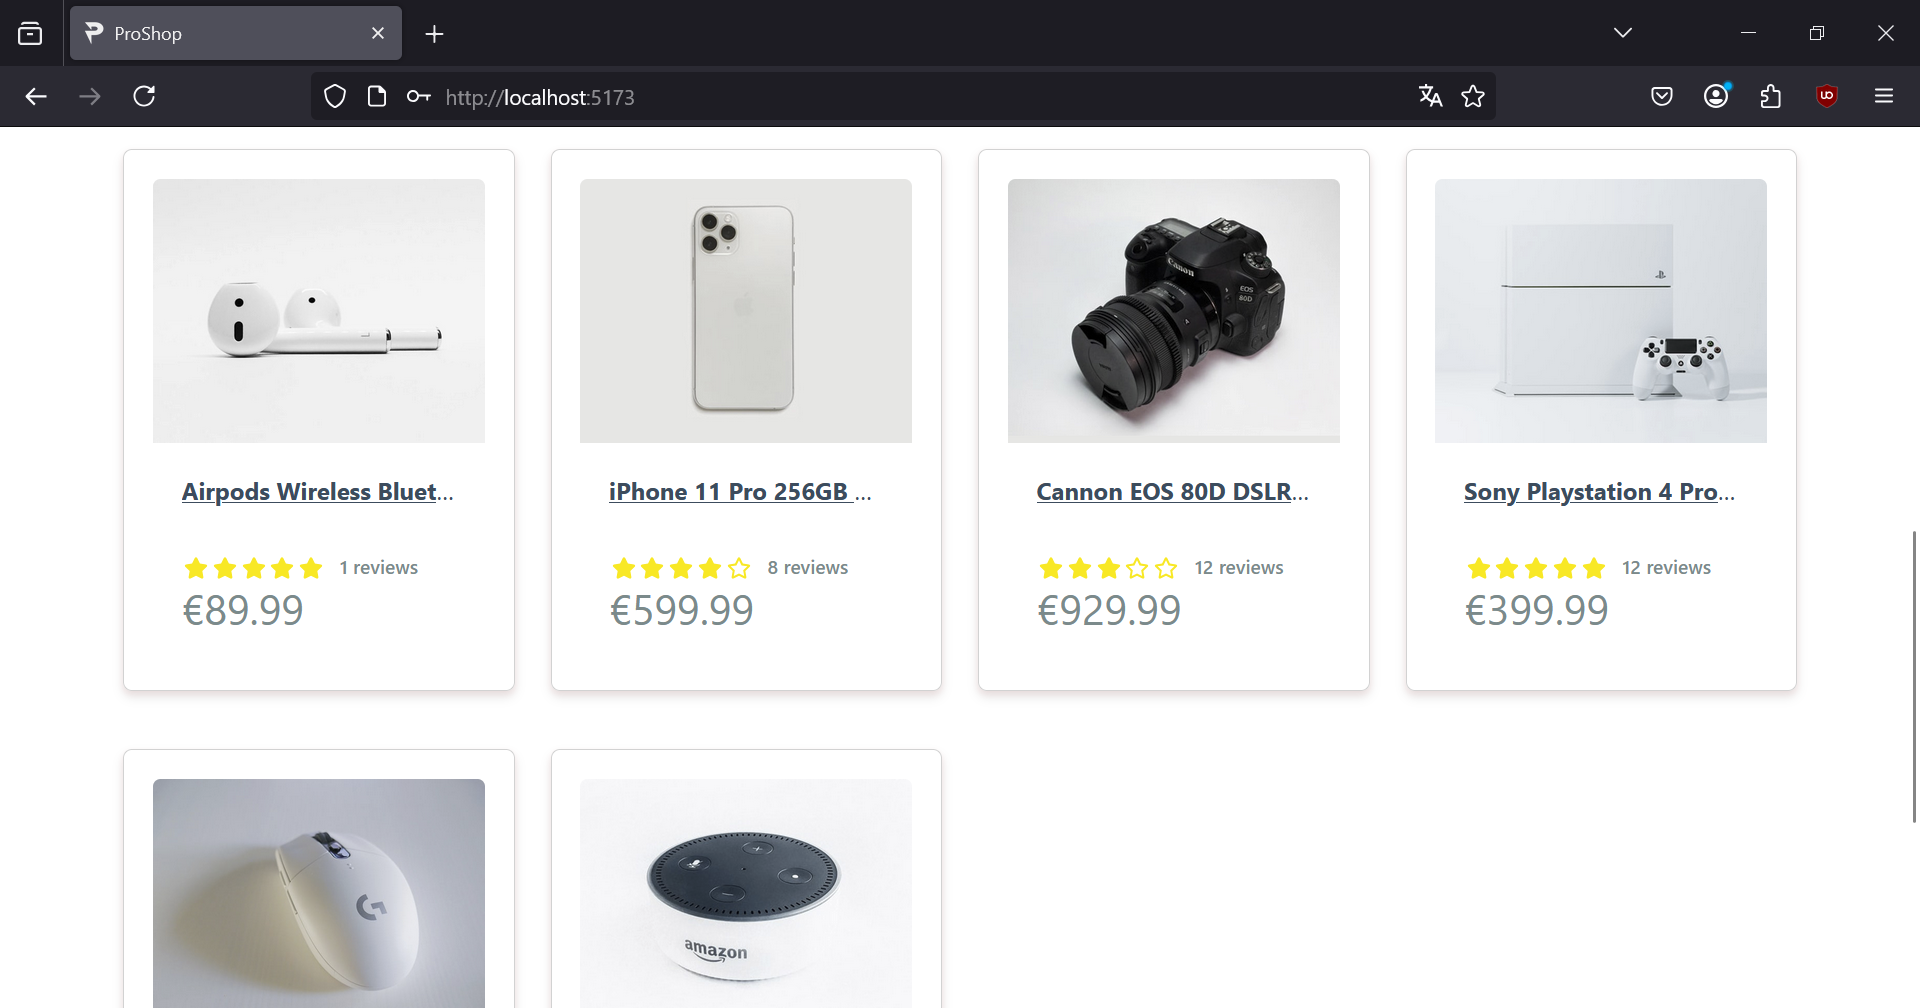 ProShop
http://localhost:5173
Canon
EOS
80D
Airpods Wireless Bluet...
iPhone 11 Pro 256GB ...
Cannon EOS 80D DSLR...
Sony Playstation 4 Pro...
1 reviews
8 reviews
12 reviews
12 reviews
€89.99
€599.99
€929.99
€399.99
G
amazon